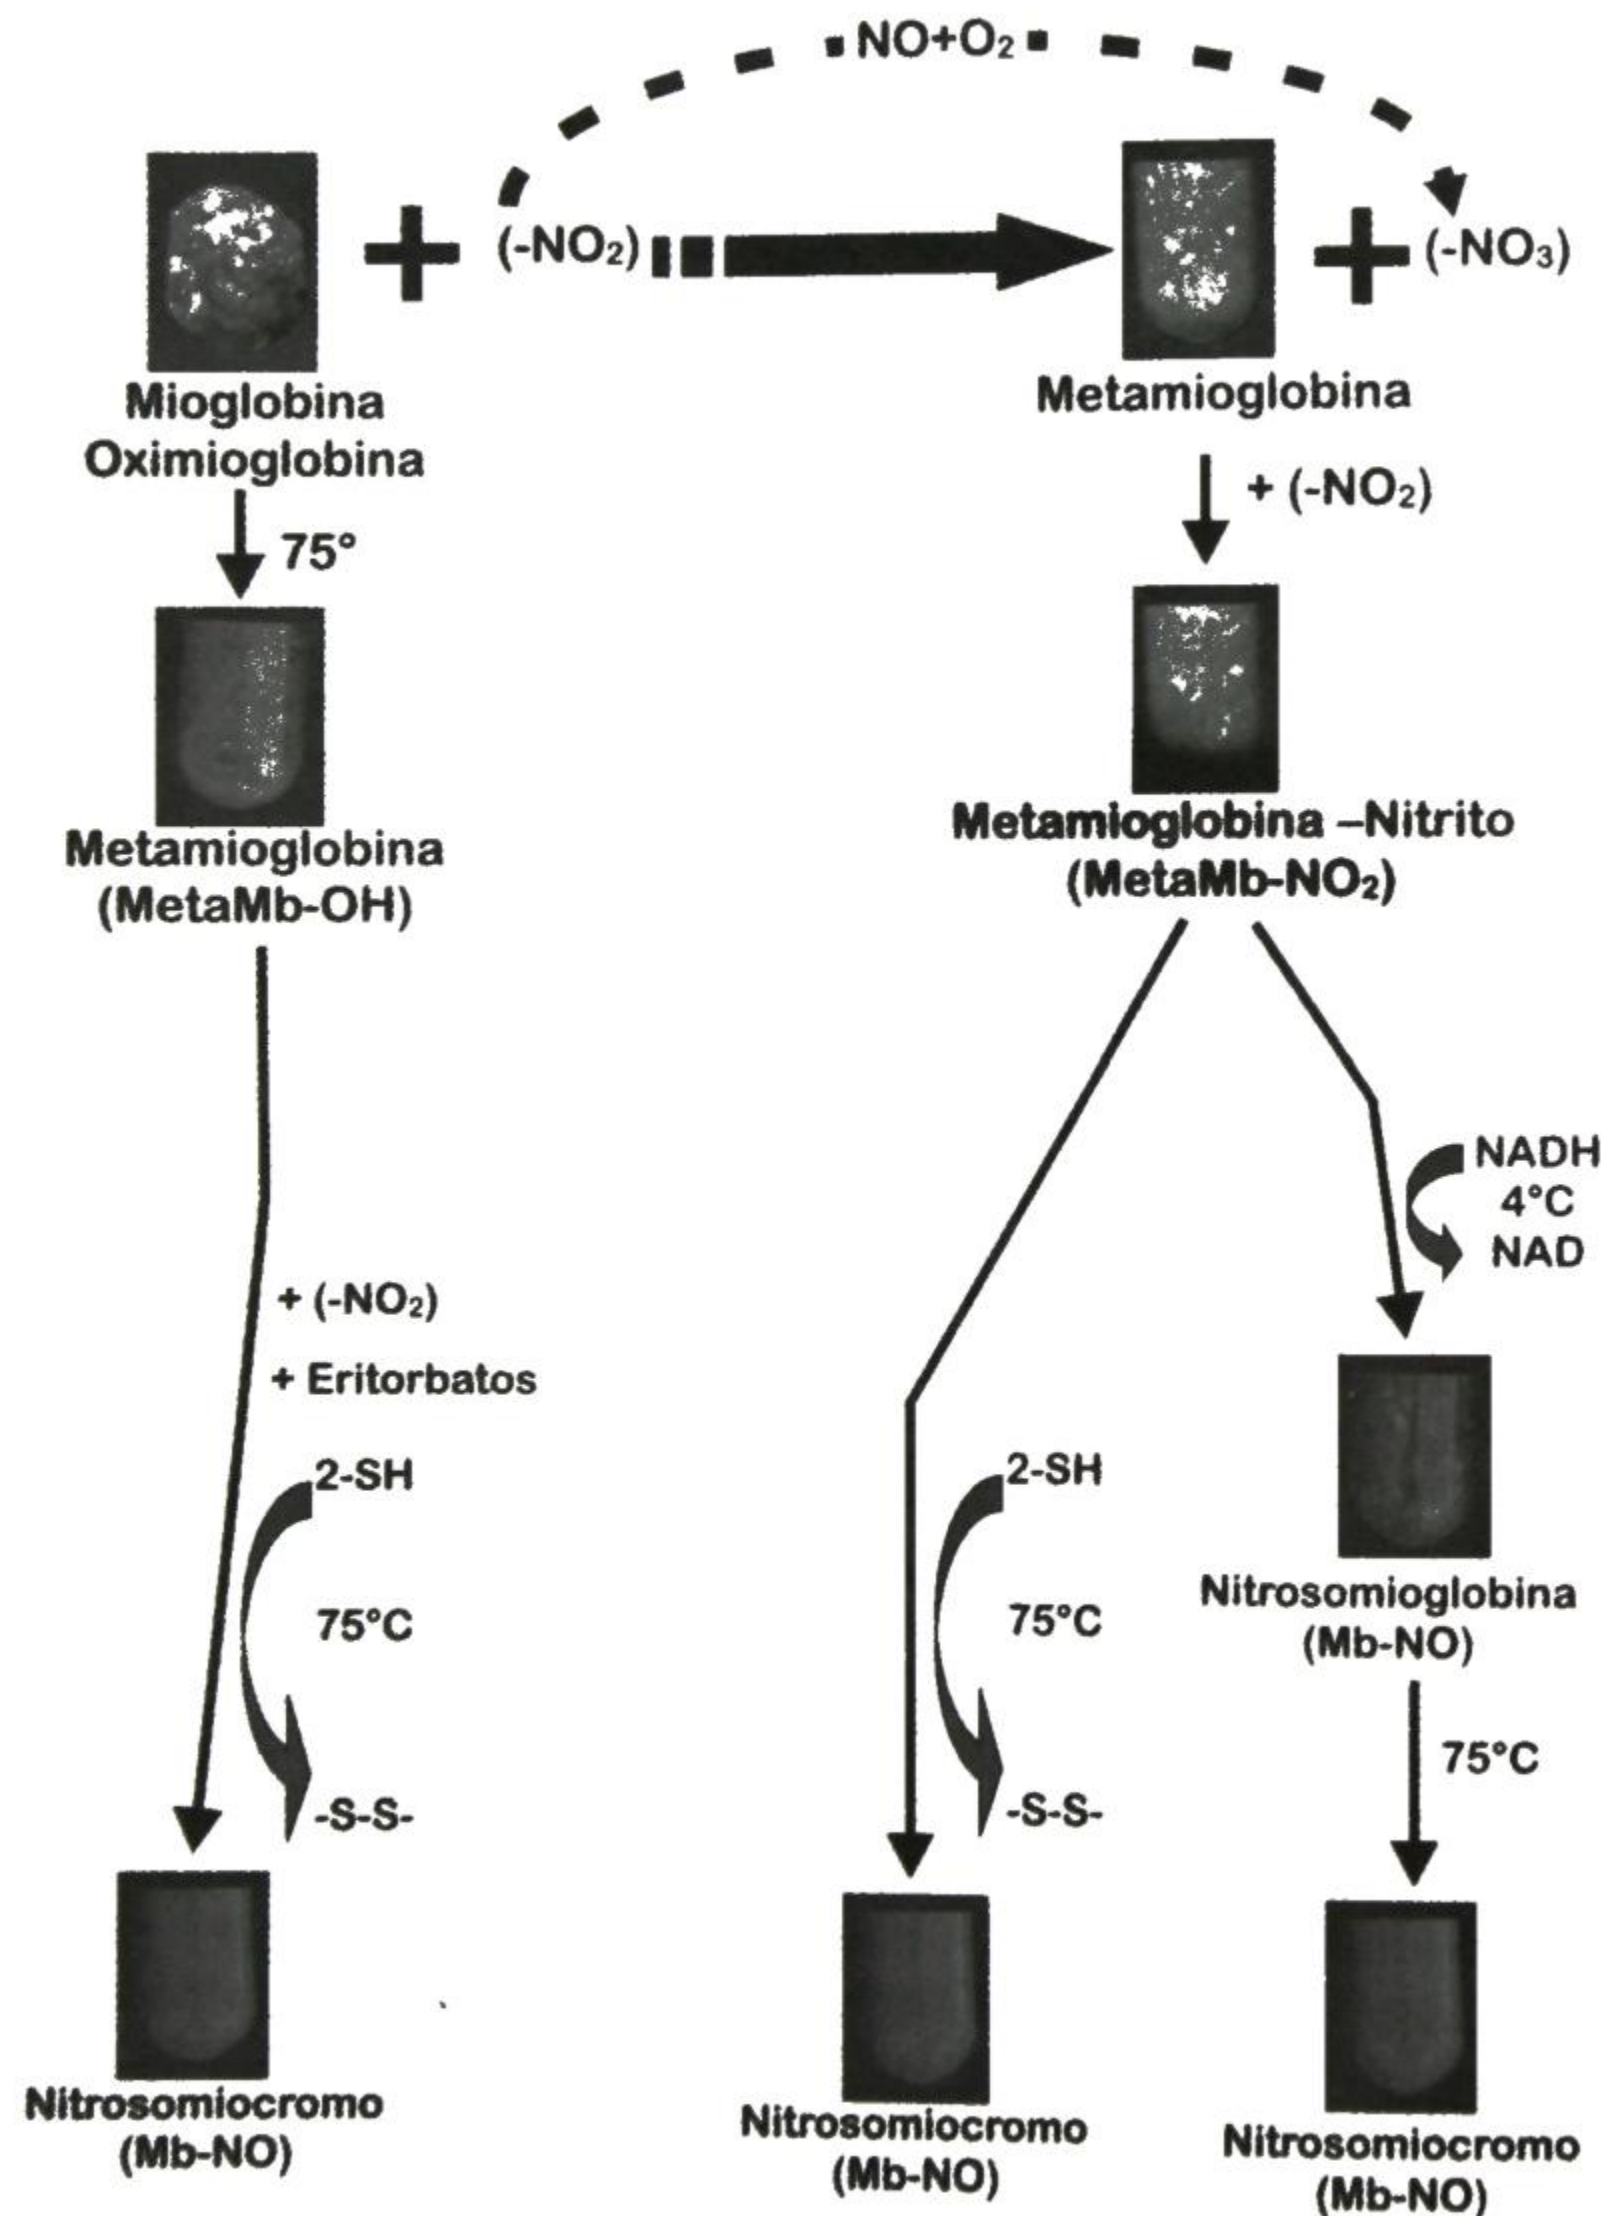 NO+O₂
(-NO₂)
(-NO₃)
Mioglobina
Oximioglobina
Metamioglobina
+ (-NO₂)
75°
Metamioglobina
(MetaMb-OH)
Metamioglobina –Nitrito
(MetaMb-NO₂)
NADH
4°C
NAD
+ (-NO₂)
+ Eritorbatos
2-SH
75°C
-S-S-
2-SH
75°C
-S-S-
Nitrosomioglobina
(Mb-NO)
75°C
Nitrosomiocromo
(Mb-NO)
Nitrosomiocromo
(Mb-NO)
Nitrosomiocromo
(Mb-NO)